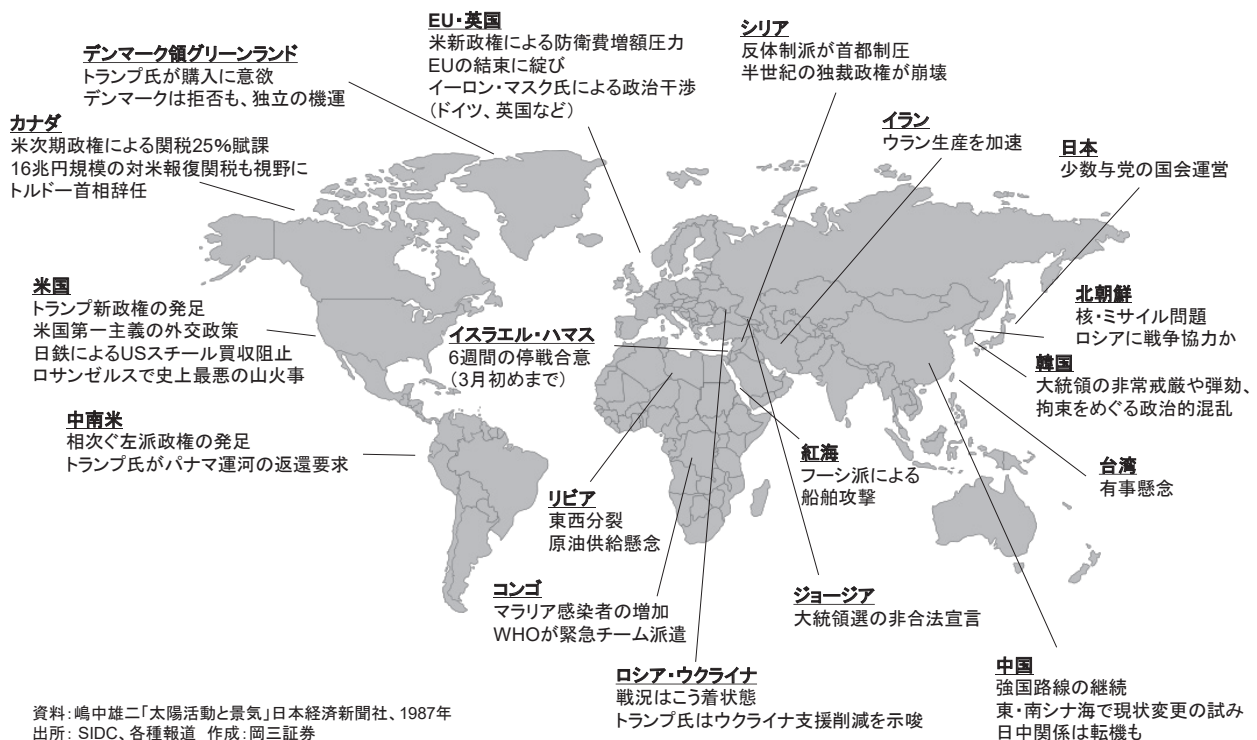 EU・英国
米新政権による防衛費増額圧力
EUの結束に綻び
イーロン・マスク氏による政治干渉
（ドイツ、英国など）
シリア
反体制派が首都制圧
半世紀の独裁政権が崩壊
デンマーク領グリーンランド
トランプ氏が購入に意欲
デンマークは拒否も、独立の機運
カナダ
米次期政権による関税25%賦課
16兆円規模の対米報復関税も視野に
トルドー首相辞任
イラン
ウラン生産を加速
日本
少数与党の国会運営
米国
トランプ新政権の発足
米国第一主義の外交政策
日鉄によるUSスチール買収阻止
ロサンゼルスで史上最悪の山火事
イスラエル・ハマス
6週間の停戦合意
（3月初めまで）
北朝鮮
核・ミサイル問題
ロシアに戦争協力か
韓国
大統領の非常戒厳や弾劾、
拘束をめぐる政治的混乱
中南米
相次ぐ左派政権の発足
トランプ氏がパナマ運河の返還要求
紅海
フーシ派による
船舶攻撃
台湾
有事懸念
リビア
東西分裂
原油供給懸念
コンゴ
マラリア感染者の増加
WHOが緊急チーム派遣
ジョージア
大統領選の非合法宣言
ロシア・ウクライナ
戦況はこう着状態
トランプ氏はウクライナ支援削減を示唆
中国
強国路線の継続
東・南シナ海で現状変更の試み
日中関係は転機も
資料：嶋中雄二「太陽活動と景気」日本経済新聞社、1987年
出所： SIDC、各種報道 作成：岡三証券